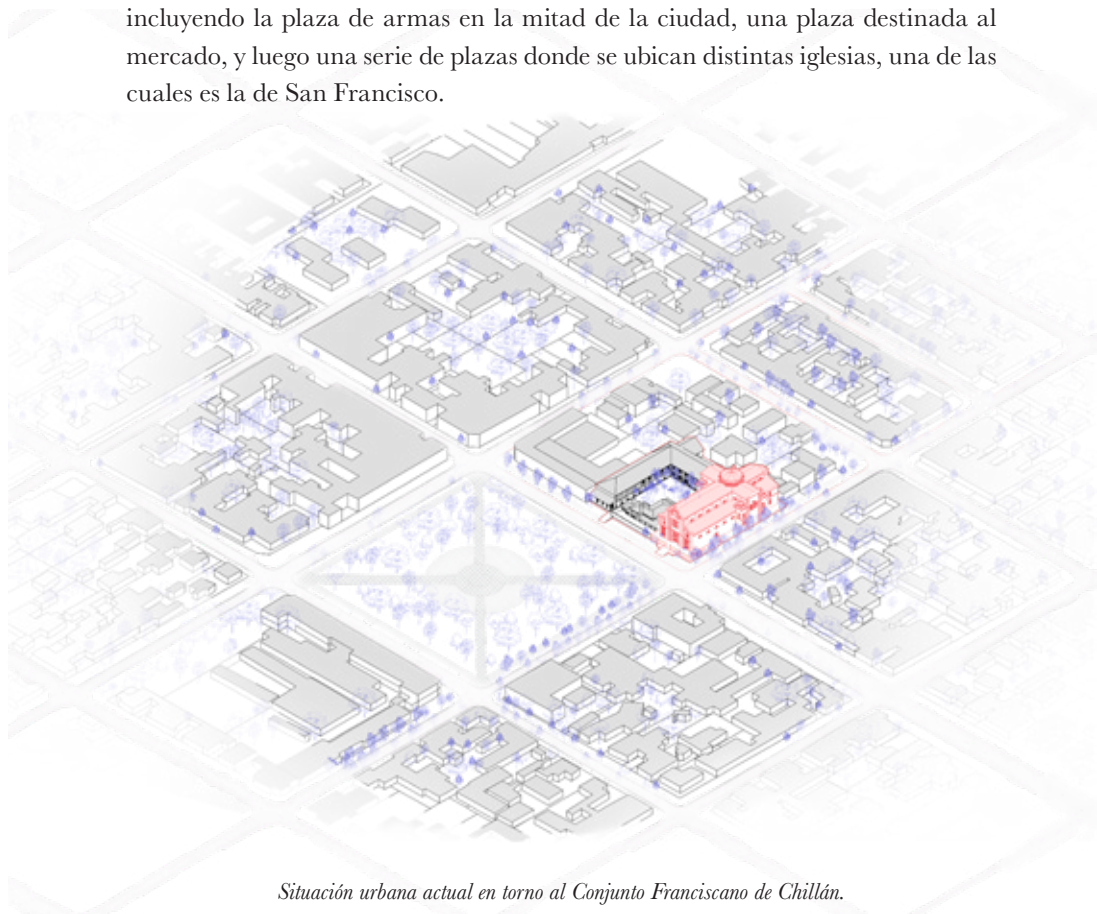 incluyendo la plaza de armas en la mitad de la ciudad, una plaza destinada al
mercado, y luego una serie de plazas donde se ubican distintas iglesias, una de las
cuales es la de San Francisco.
Situación urbana actual en torno al Conjunto Franciscano de Chillán.